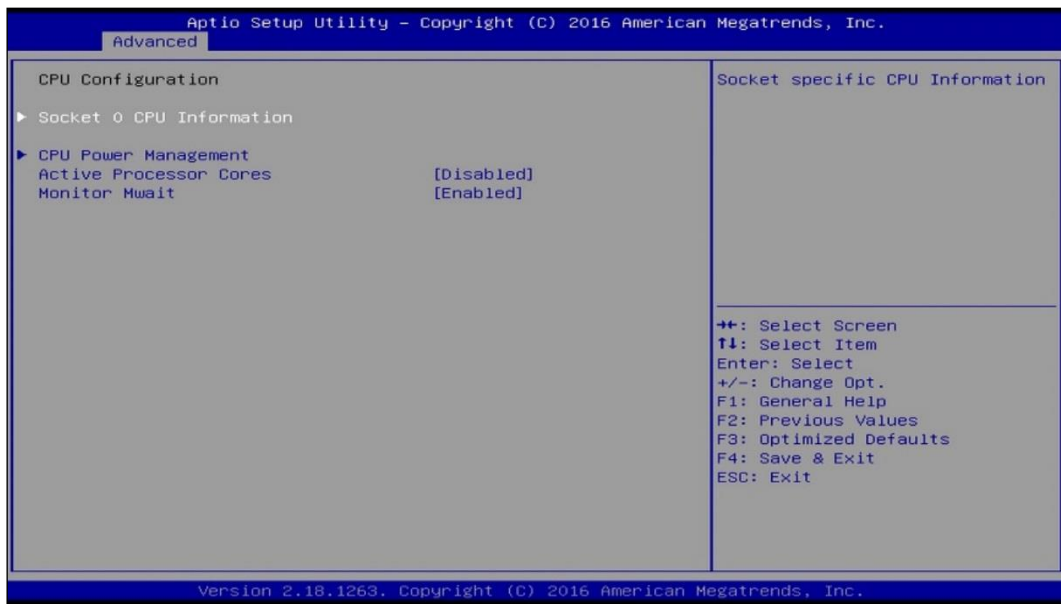 Aptio Setup Utility – Copyright (C) 2016 American Megatrends, Inc.
Advanced
CPU Configuration
Socket 0 CPU Information
CPU Power Management
Active Processor Cores [Disabled]
Monitor Mwait [Enabled]
Socket specific CPU Information
→←: Select Screen
↑↓: Select Item
Enter: Select
+/-: Change Opt.
F1: General Help
F2: Previous Values
F3: Optimized Defaults
F4: Save & Exit
ESC: Exit
Version 2.18.1263. Copyright (C) 2016 American Megatrends, Inc.